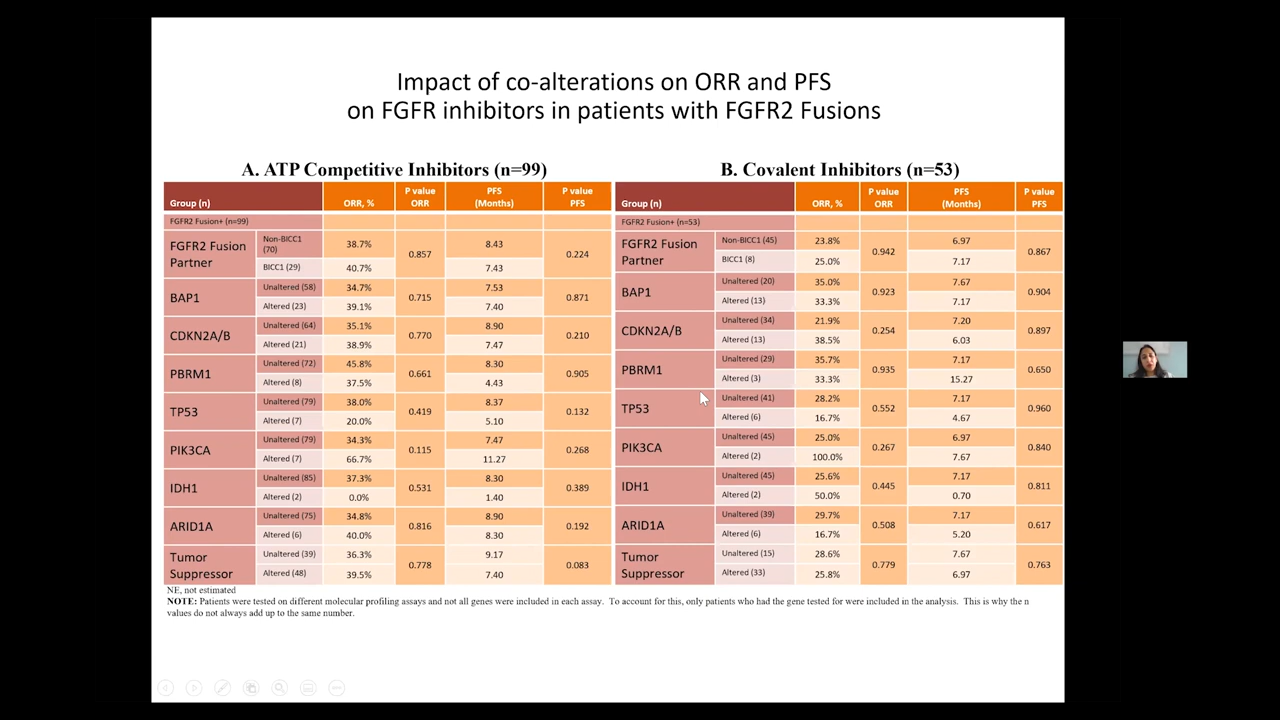 Impact of co-alterations on ORR and PFS
on FGFR inhibitors in patients with FGFR2 Fusions
A. ATP Competitive Inhibitors (n=99)
Group (n) ORR, % P value ORR PFS (Months) P value PFS
FGFR2 Fusion+ (n=99)
FGFR2 Fusion Partner Non-BICC1 (70) 38.7% 0.857 8.43 0.224
BICC1 (29) 40.7% 7.43
BAP1 Unaltered (58) 34.7% 0.715 7.53 0.871
Altered (23) 39.1% 7.40
CDKN2A/B Unaltered (64) 35.1% 0.770 8.90 0.210
Altered (21) 38.9% 7.47
PBRM1 Unaltered (72) 45.8% 0.661 8.30 0.905
Altered (8) 37.5% 4.43
TP53 Unaltered (79) 38.0% 0.419 8.37 0.132
Altered (7) 20.0% 5.10
PIK3CA Unaltered (79) 34.3% 0.115 7.47 0.268
Altered (7) 66.7% 11.27
IDH1 Unaltered (85) 37.3% 0.531 8.30 0.389
Altered (2) 0.0% 1.40
ARID1A Unaltered (75) 34.8% 0.816 8.90 0.192
Altered (6) 40.0% 8.30
Tumor Suppressor Unaltered (39) 36.3% 0.778 9.17 0.083
Altered (48) 39.5% 7.40
B. Covalent Inhibitors (n=53)
Group (n) ORR, % P value ORR PFS (Months) P value PFS
FGFR2 Fusion+ (n=53)
FGFR2 Fusion Partner Non-BICC1 (45) 23.8% 0.942 6.97 0.867
BICC1 (8) 25.0% 7.17
BAP1 Unaltered (20) 35.0% 0.923 7.67 0.904
Altered (13) 33.3% 7.17
CDKN2A/B Unaltered (34) 21.9% 0.254 7.20 0.897
Altered (13) 38.5% 6.03
PBRM1 Unaltered (29) 35.7% 0.935 7.17 0.650
Altered (3) 33.3% 15.27
TP53 Unaltered (41) 28.2% 0.552 7.17 0.960
Altered (6) 16.7% 4.67
PIK3CA Unaltered (45) 25.0% 0.267 6.97 0.840
Altered (2) 100.0% 7.67
IDH1 Unaltered (45) 25.6% 0.445 7.17 0.811
Altered (2) 50.0% 0.70
ARID1A Unaltered (39) 29.7% 0.508 7.17 0.617
Altered (6) 16.7% 5.20
Tumor Suppressor Unaltered (15) 28.6% 0.779 7.67 0.763
Altered (33) 25.8% 6.97
NE, not estimated
NOTE: Patients were tested on different molecular profiling assays and not all genes were included in each assay. To account for this, only patients who had the gene tested for were included in the analysis. This is why the n
values do not always add up to the same number.